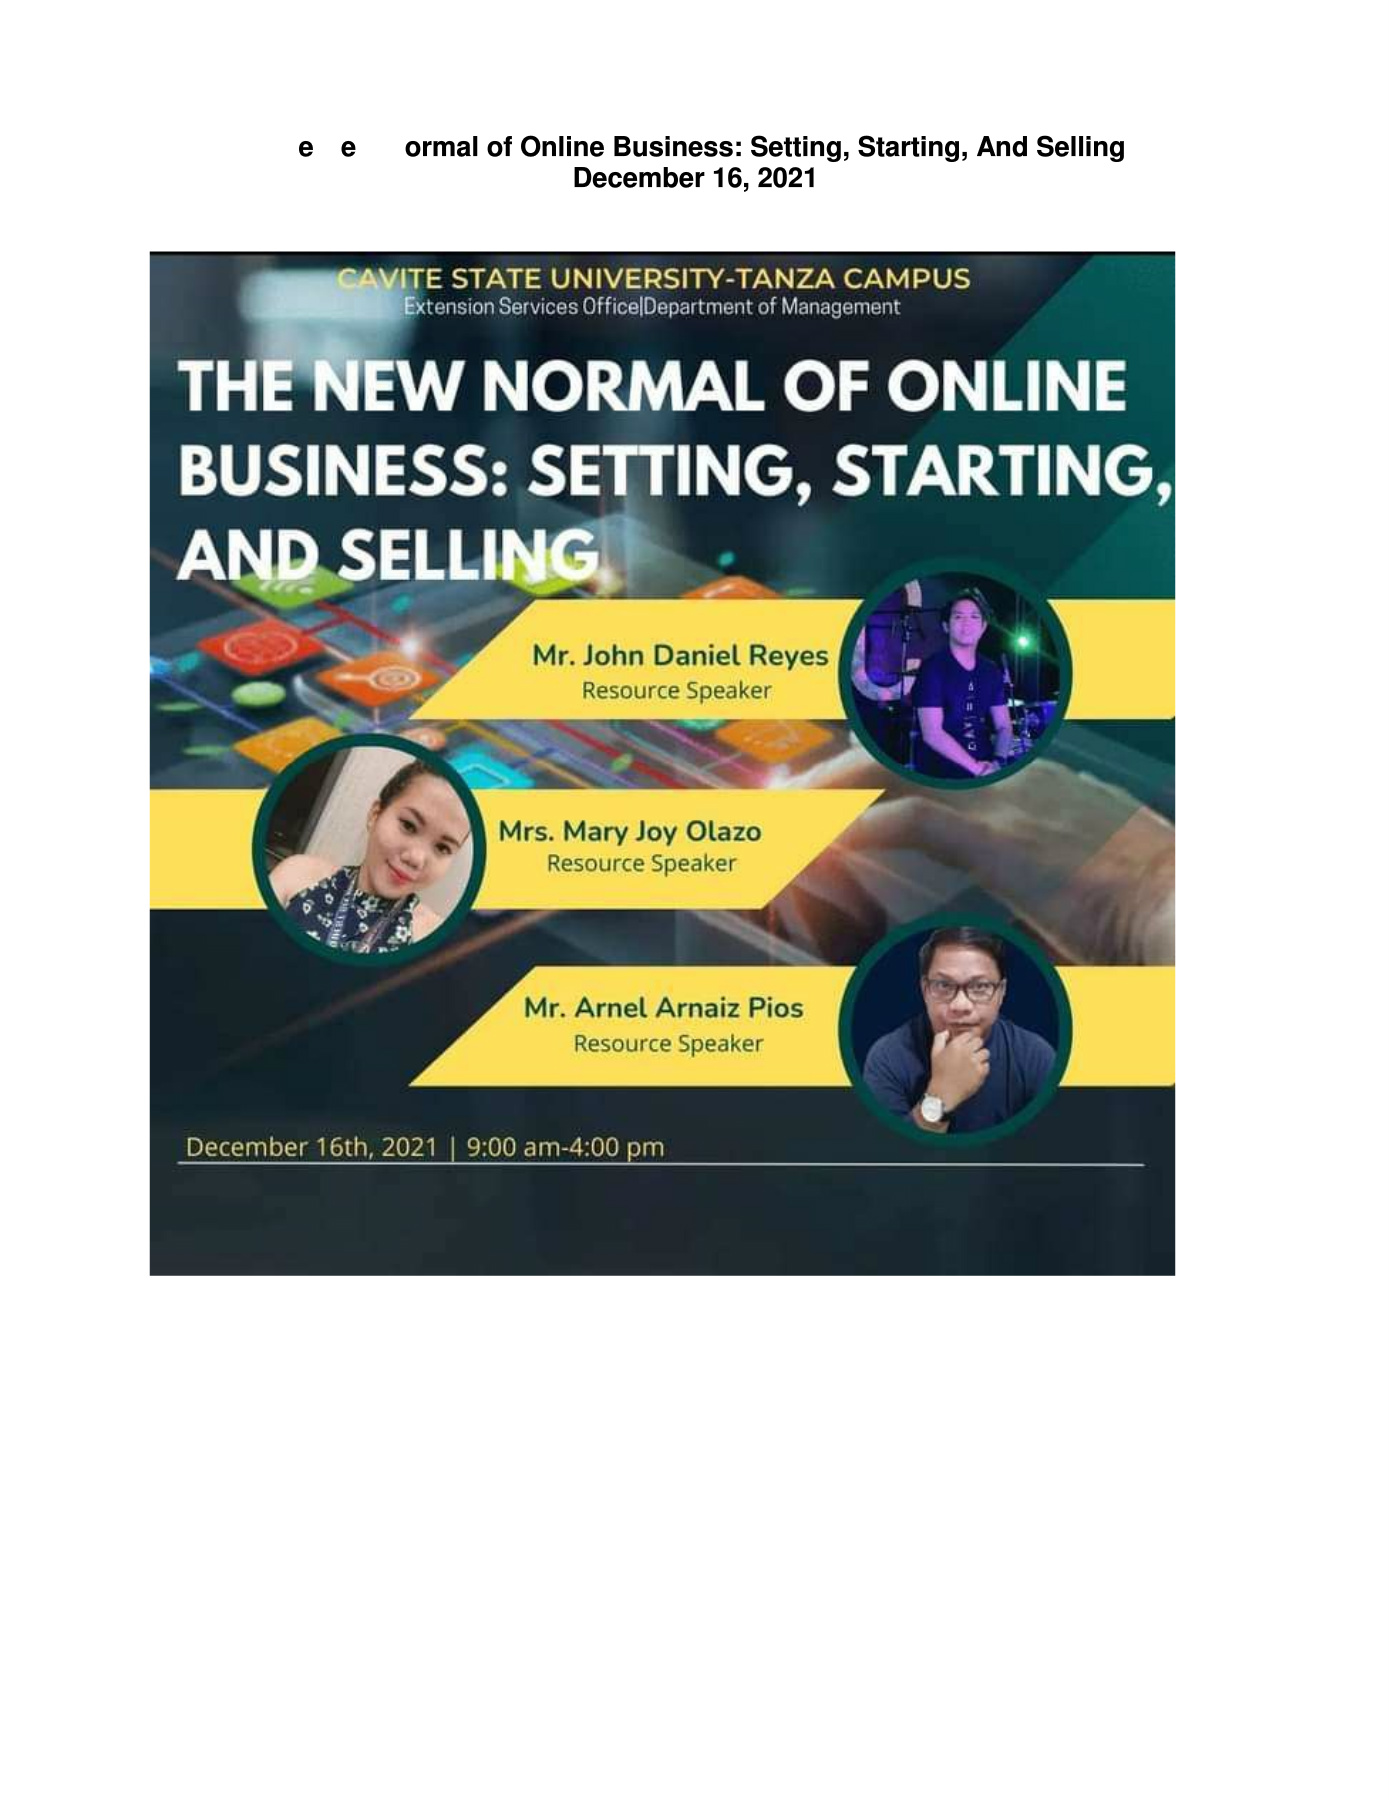 e e ormal of Online Business: Setting, Starting, And Selling
December 16, 2021
CAVITE STATE UNIVERSITY-TANZA CAMPUS
Extension Services Office|Department of Management
THE NEW NORMAL OF ONLINE
BUSINESS: SETTING, STARTING,
AND SELLING
Mr. John Daniel Reyes
Resource Speaker
Mrs. Mary Joy Olazo
Resource Speaker
Mr. Arnel Arnaiz Pios
Resource Speaker
December 16th, 2021 | 9:00 am-4:00 pm